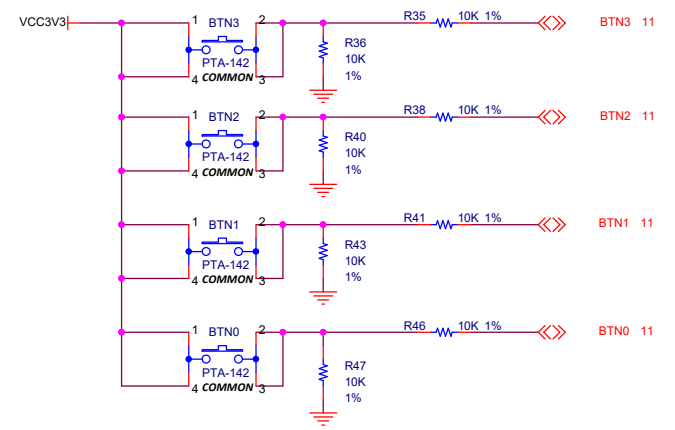 VCC3V3
1 BTN3 2
PTA-142
4 COMMON 3
R35 10K 1%
BTN3 11
R36
10K
1%
1 BTN2 2
PTA-142
4 COMMON 3
R38 10K 1%
BTN2 11
R40
10K
1%
1 BTN1 2
PTA-142
4 COMMON 3
R41 10K 1%
BTN1 11
R43
10K
1%
1 BTN0 2
PTA-142
4 COMMON 3
R46 10K 1%
BTN0 11
R47
10K
1%